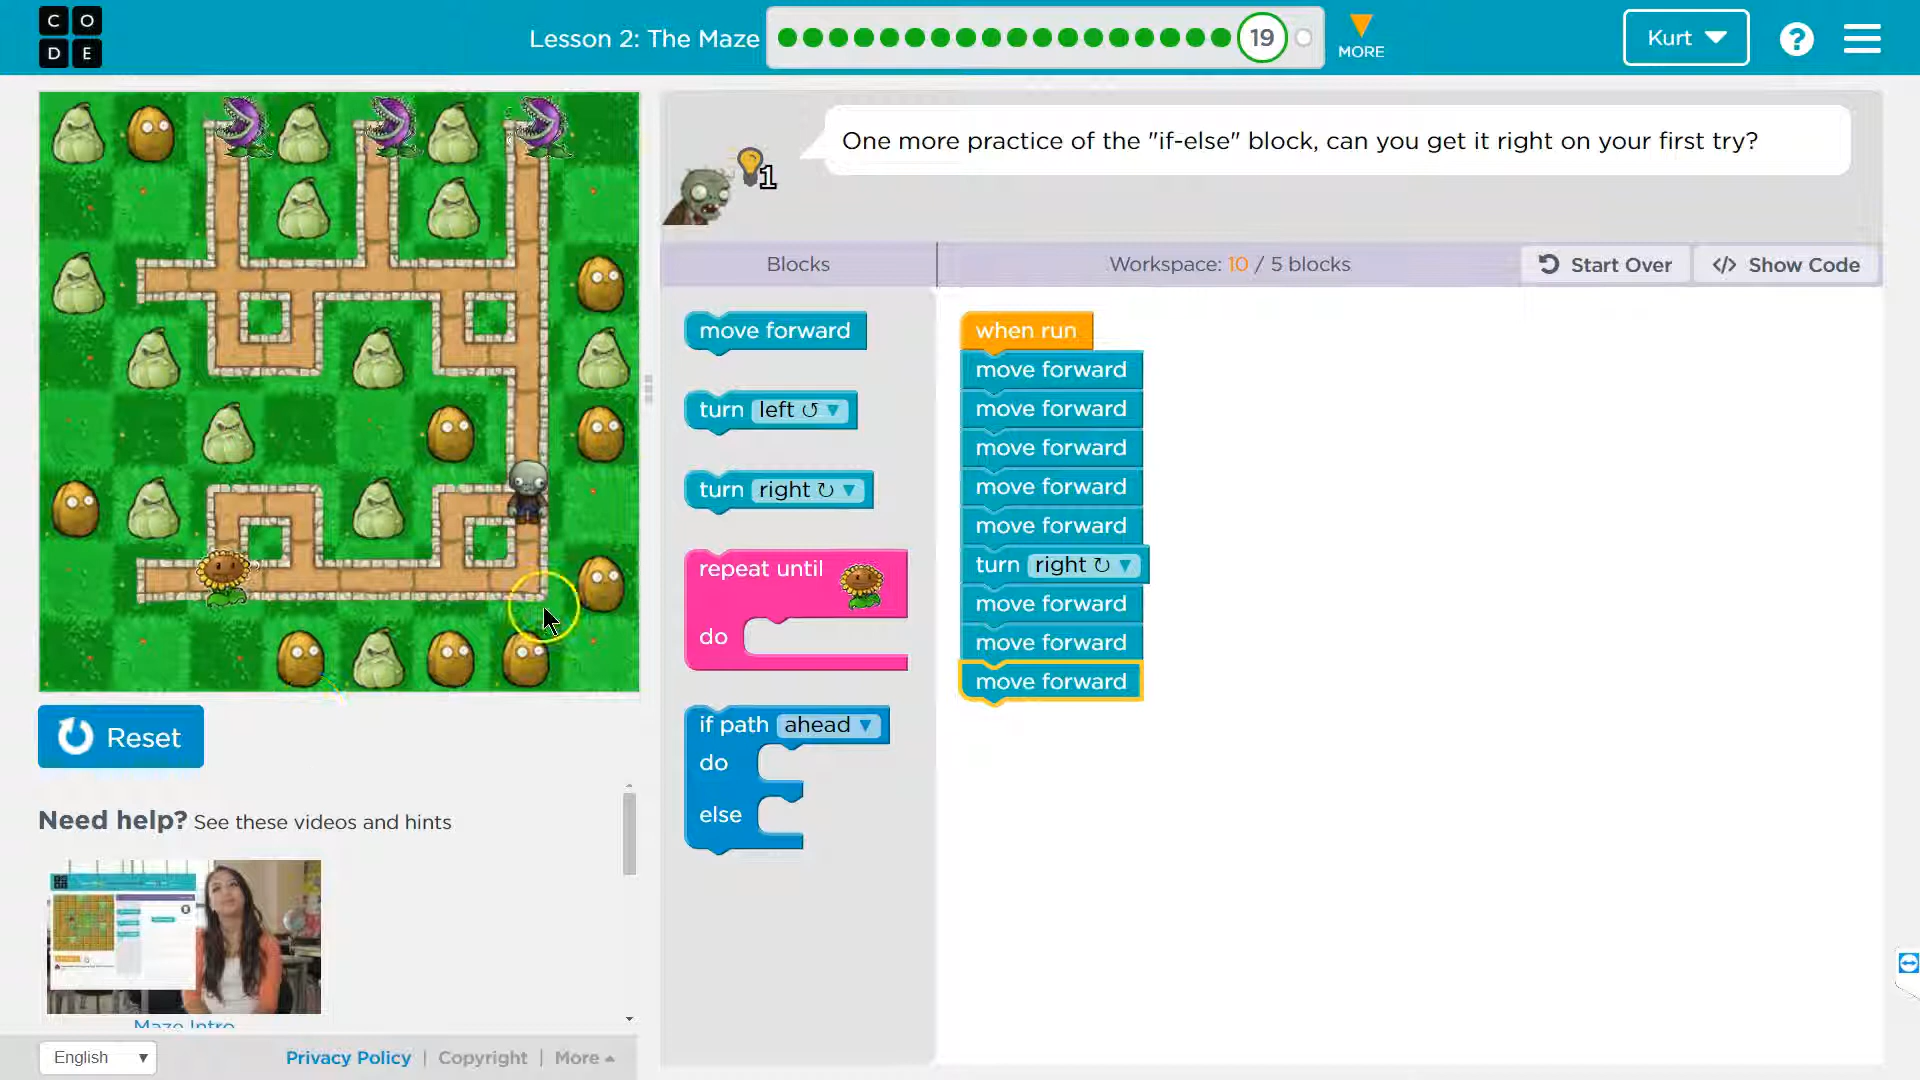 C O
D E
Lesson 2: The Maze
19
MORE
Kurt
?
1
One more practice of the "if-else" block, can you get it right on your first try?
Blocks
Workspace: 10 / 5 blocks
Start Over
</> Show Code
move forward
turn left ↺ ▼
turn right ↻ ▼
repeat until
do
if path ahead ▼
do
else
when run
move forward
move forward
move forward
move forward
move forward
turn right ↻ ▼
move forward
move forward
move forward
Reset
Need help? See these videos and hints
Maze Intro
English ▼
Privacy Policy | Copyright | More ▲